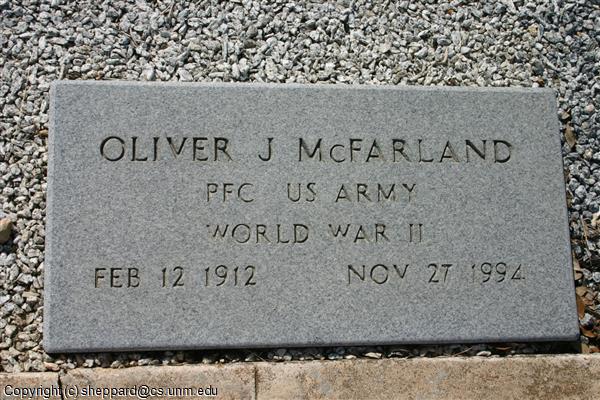 OLIVER J McFARLAND
PFC US ARMY
WORLD WAR II
FEB 12 1912 NOV 27 1994
Copyright (c) sheppard@cs.unm.edu